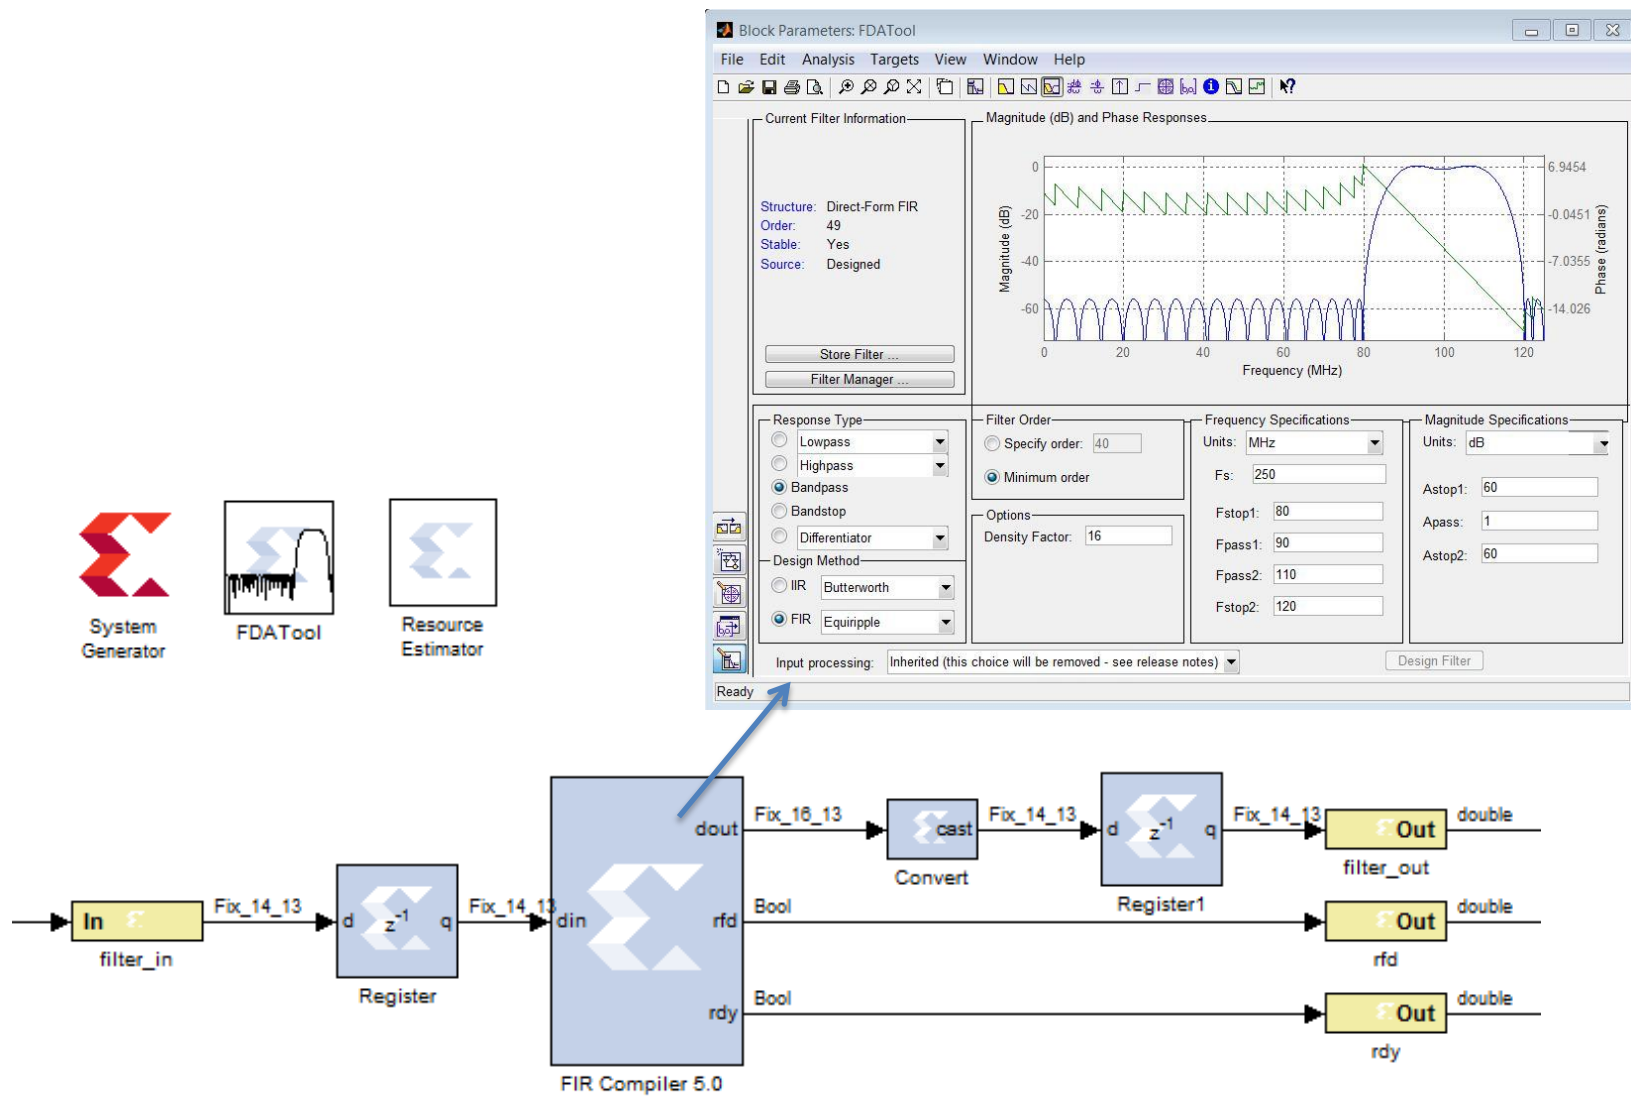 Block Parameters: FDATool
File Edit Analysis Targets View Window Help
Current Filter Information
Structure: Direct-Form FIR
Order: 49
Stable: Yes
Source: Designed
Store Filter ...
Filter Manager ...
Magnitude (dB) and Phase Responses
0
-20
-40
-60
Magnitude (dB)
6.9454
-0.0451
-7.0355
-14.026
Phase (radians)
0 20 40 60 80 100 120
Frequency (MHz)
Response Type
Lowpass
Highpass
Bandpass
Bandstop
Differentiator
Design Method
IIR Butterworth
FIR Equiripple
Filter Order
Specify order: 40
Minimum order
Options
Density Factor: 16
Frequency Specifications
Units: MHz
Fs: 250
Fstop1: 80
Fpass1: 90
Fpass2: 110
Fstop2: 120
Magnitude Specifications
Units: dB
Astop1: 60
Apass: 1
Astop2: 60
Input processing: Inherited (this choice will be removed - see release notes)
Design Filter
Ready
System
Generator
FDATool
Resource
Estimator
In
filter_in
Fix_14_13
d z-1 q
Register
Fix_14_13
din
dout
rfd
rdy
FIR Compiler 5.0
Fix_16_13
cast
Convert
Fix_14_13
d z-1 q
Register1
Fix_14_13
Out
filter_out
double
Bool
Out
rfd
double
Bool
Out
rdy
double